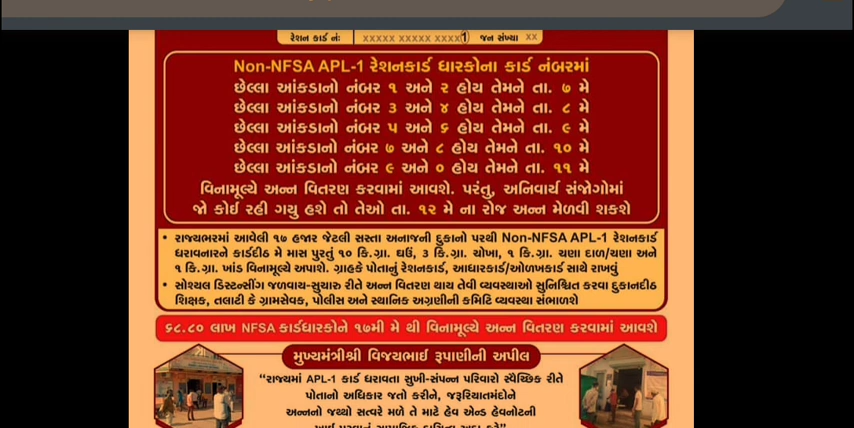 રેશન કાર્ડ નંઃ XXXXX XXXXX XXXX1 જન સંખ્યા XX
Non-NFSA APL-1 રેશનકાર્ડ ધારકોના કાર્ડ નંબરમાં
છેલ્લા આંકડાનો નંબર ૧ અને ૨ હોય તેમને તા. ૭ મે
છેલ્લા આંકડાનો નંબર ૩ અને ૪ હોય તેમને તા. ૮ મે
છેલ્લા આંકડાનો નંબર ૫ અને ૬ હોય તેમને તા. ૯ મે
છેલ્લા આંકડાનો નંબર ૭ અને ૮ હોય તેમને તા. ૧૦ મે
છેલ્લા આંકડાનો નંબર ૯ અને ૦ હોય તેમને તા. ૧૧ મે
વિનામૂલ્યે અન્ન વિતરણ કરવામાં આવશે. પરંતુ, અનિવાર્ય સંજોગોમાં
જો કોઈ રહી ગયુ હશે તો તેઓ તા. ૧૨ મે ના રોજ અન્ન મેળવી શકશે
• રાજ્યભરમાં આવેલી ૧૭ હજાર જેટલી સસ્તા અનાજની દુકાનો પરથી Non-NFSA APL-1 રેશનકાર્ડ
ધરાવનારને કાર્ડદીઠ મે માસ પુરતું ૧૦ કિ.ગ્રા. ઘઉં, ૩ કિ.ગ્રા. ચોખા, ૧ કિ.ગ્રા. ચણા દાળ/ચણા અને
૧ કિ.ગ્રા. ખાંડ વિનામૂલ્યે અપાશે. ગ્રાહકે પોતાનું રેશનકાર્ડ, આધારકાર્ડ/ઓળખકાર્ડ સાથે રાખવું
• સોશ્યલ ડિસ્ટન્સીંગ જળવાય-સુચારુ રીતે અન્ન વિતરણ થાય તેવી વ્યવસ્થાઓ સુનિશ્ચિત કરવા દુકાનદીઠ
શિક્ષક, તલાટી કે ગ્રામસેવક, પોલીસ અને સ્થાનિક અગ્રણીની કમિટિ વ્યવસ્થા સંભાળશે
૬૮.૮૦ લાખ NFSA કાર્ડધારકોને ૧૭મી મે થી વિનામૂલ્યે અન્ન વિતરણ કરવામાં આવશે
મુખ્યમંત્રીશ્રી વિજયભાઈ રૂપાણીની અપીલ
“રાજ્યમાં APL-1 કાર્ડ ધરાવતા સુખી-સંપન્ન પરિવારો સ્વૈચ્છિક રીતે
પોતાનો અધિકાર જતો કરીને, જરૂરિયાતમંદોને
અન્નનો જથ્થો સત્વરે મળે તે માટે હેવ એન્ડ હેવનોટની